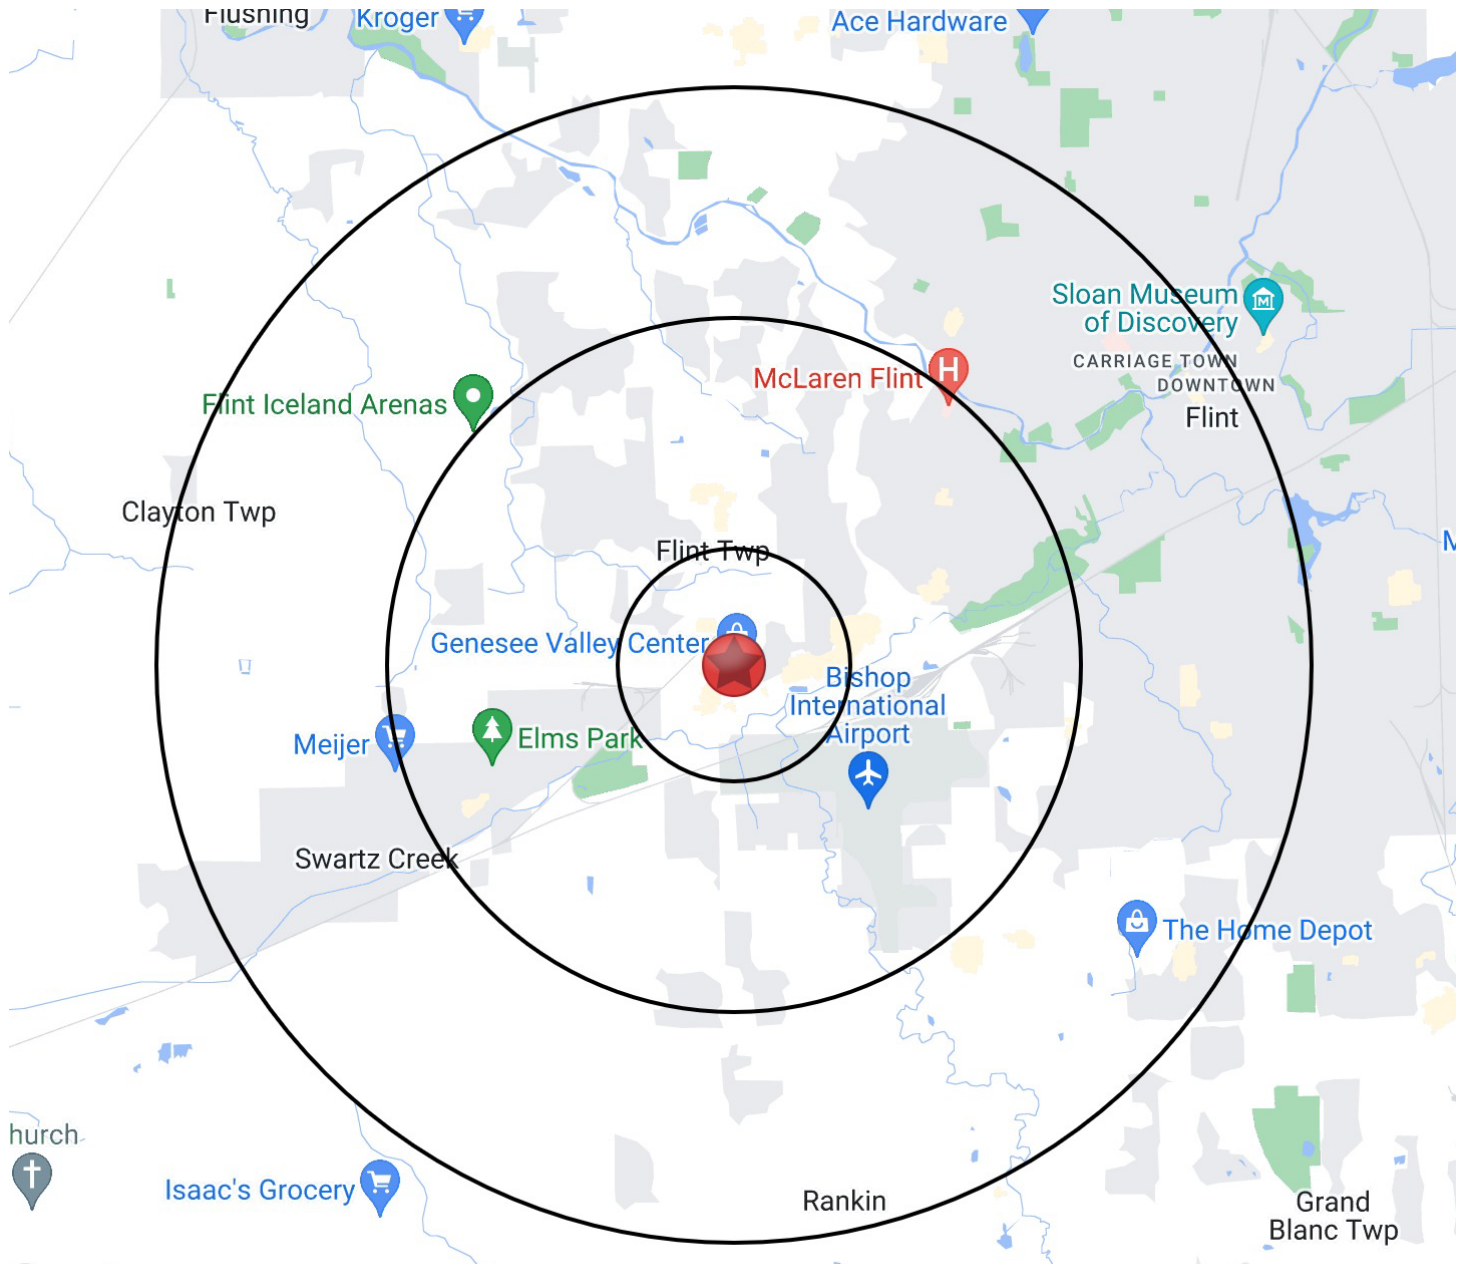 Flushing
Kroger
Ace Hardware
Sloan Museum
of Discovery
CARRIAGE TOWN
DOWNTOWN
Flint
McLaren Flint
H
Flint Iceland Arenas
Clayton Twp
Flint Twp
M
Genesee Valley Center
Bishop
International
Airport
Meijer
Elms Park
Swartz Creek
The Home Depot
hurch
Isaac's Grocery
Rankin
Grand
Blanc Twp